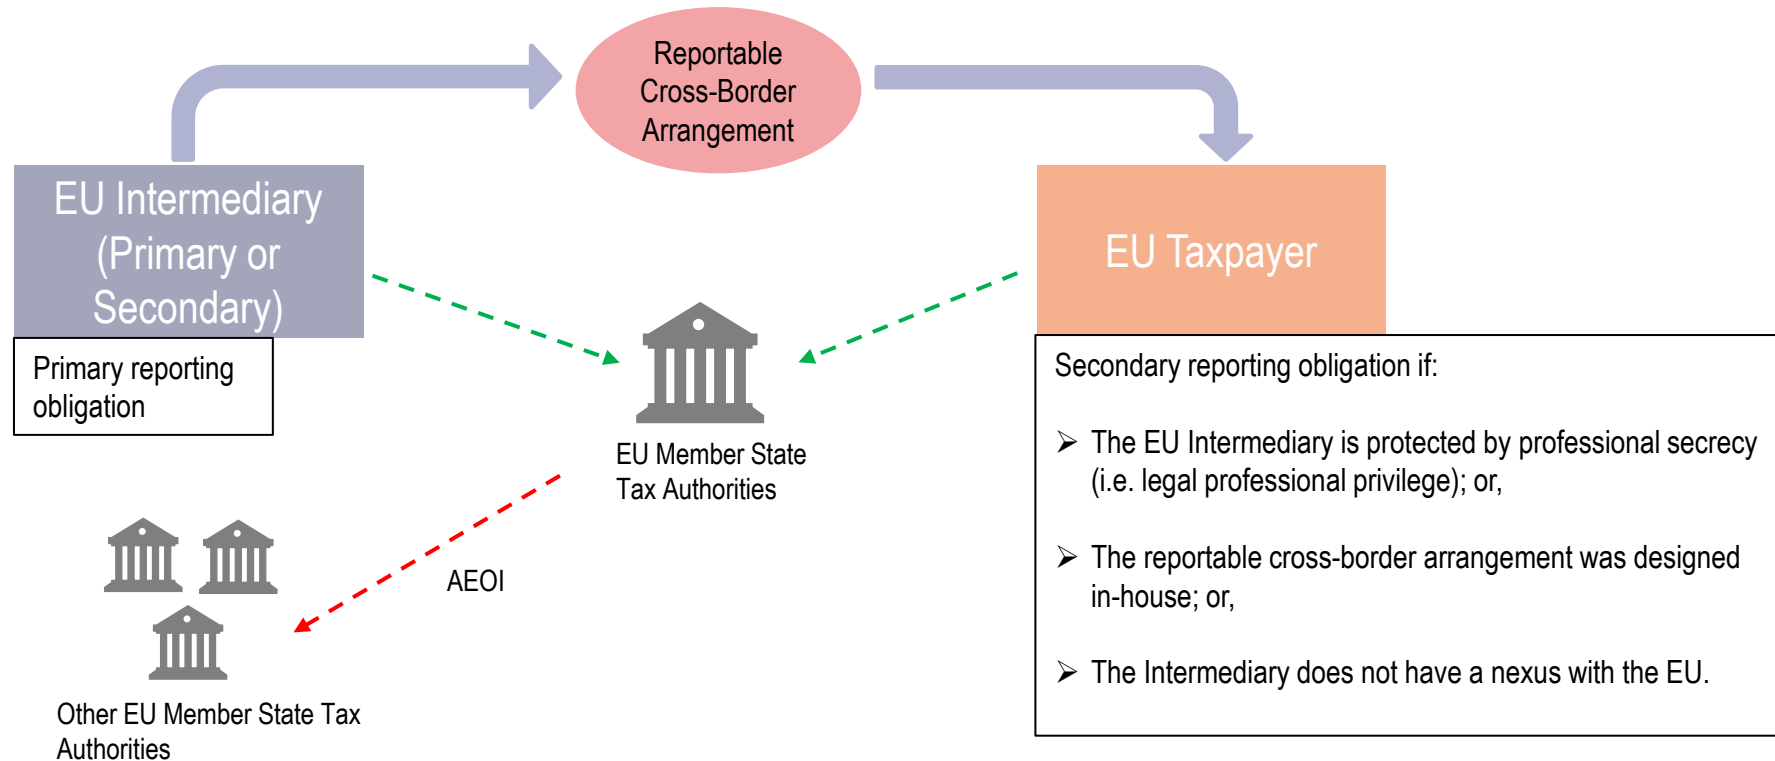 Reportable
Cross-Border
Arrangement
EU Intermediary
(Primary or
Secondary)
Primary reporting
obligation
EU Taxpayer
Secondary reporting obligation if:
➢ The EU Intermediary is protected by professional secrecy
(i.e. legal professional privilege); or,
➢ The reportable cross-border arrangement was designed
in-house; or,
➢ The Intermediary does not have a nexus with the EU.
EU Member State
Tax Authorities
AEOI
Other EU Member State Tax
Authorities